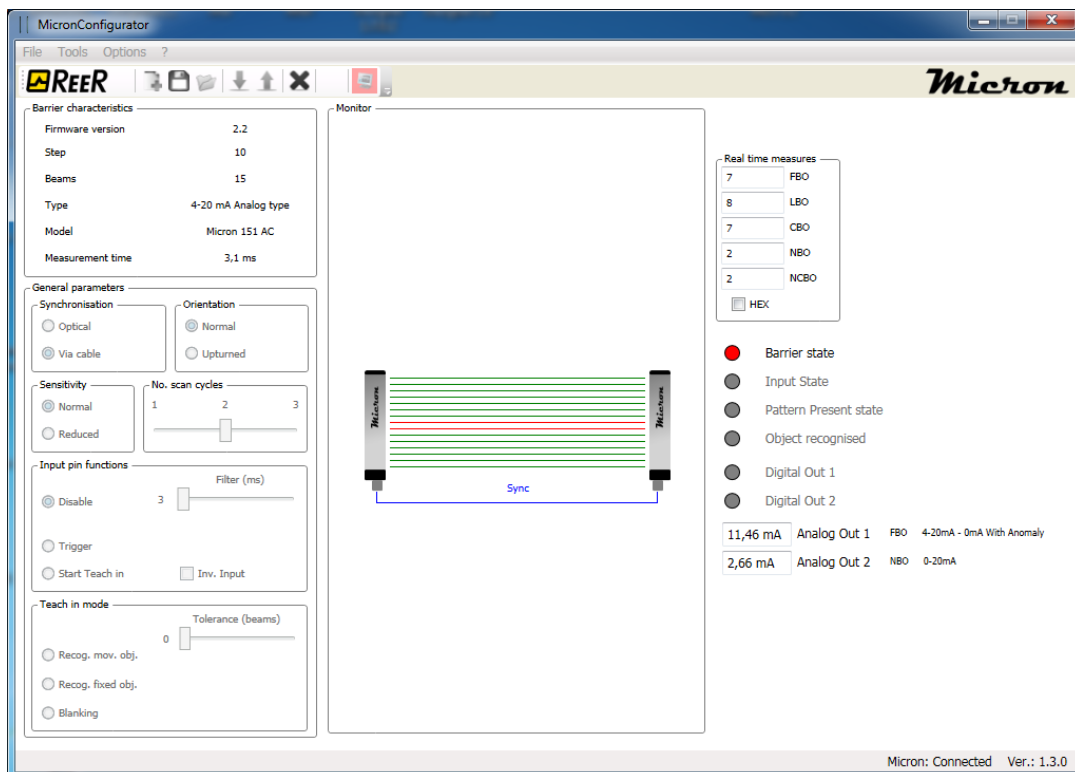 MicronConfigurator
File Tools Options ?
REER
Micron
Barrier characteristics
Firmware version 2.2
Step 10
Beams 15
Type 4-20 mA Analog type
Model Micron 151 AC
Measurement time 3,1 ms
General parameters
Synchronisation
Optical
Via cable
Orientation
Normal
Upturned
Sensitivity
Normal
Reduced
No. scan cycles
1 2 3
Input pin functions
Filter (ms)
Disable 3
Trigger
Start Teach in Inv. Input
Teach in mode
Tolerance (beams)
0
Recog. mov. obj.
Recog. fixed obj.
Blanking
Monitor
Micron
Micron
Sync
Real time measures
7 FBO
8 LBO
7 CBO
2 NBO
2 NCBO
HEX
Barrier state
Input State
Pattern Present state
Object recognised
Digital Out 1
Digital Out 2
11,46 mA Analog Out 1 FBO 4-20mA - 0mA With Anomaly
2,66 mA Analog Out 2 NBO 0-20mA
Micron: Connected Ver.: 1.3.0